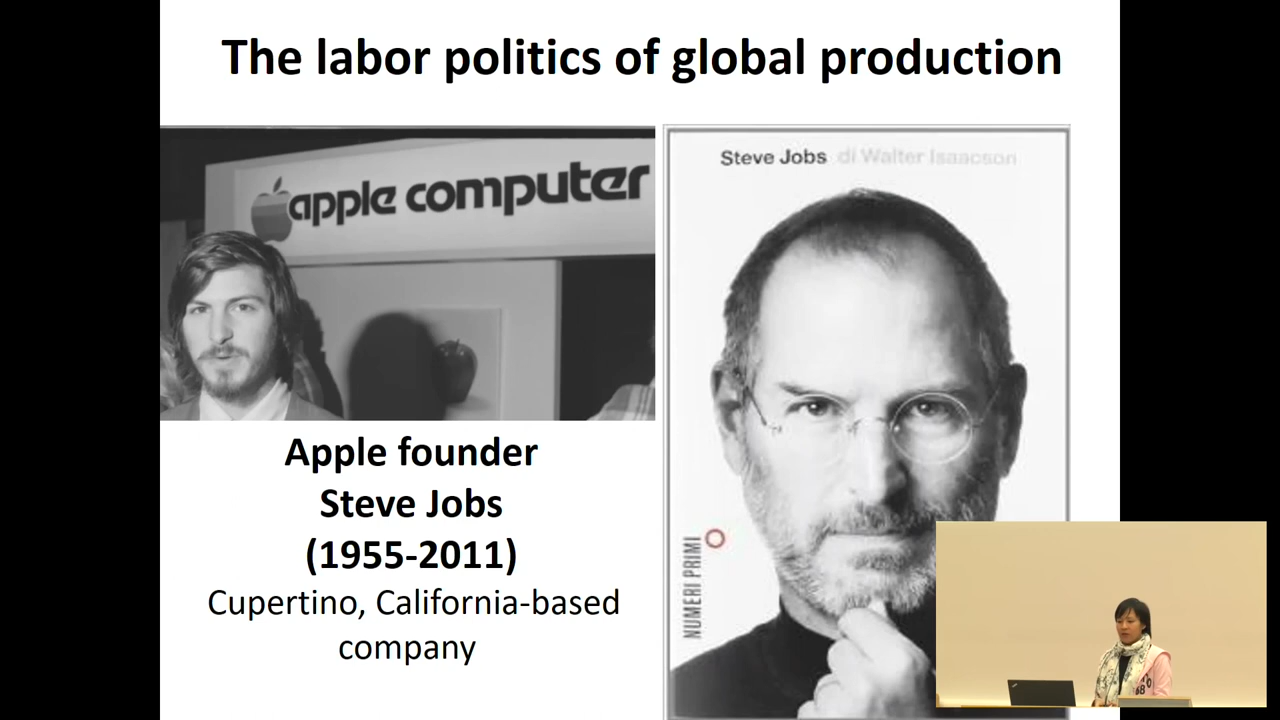 The labor politics of global production
apple computer
Steve Jobs di Walter Isaacson
NUMERI PRIMI
Apple founder
Steve Jobs
(1955-2011)
Cupertino, California-based
company